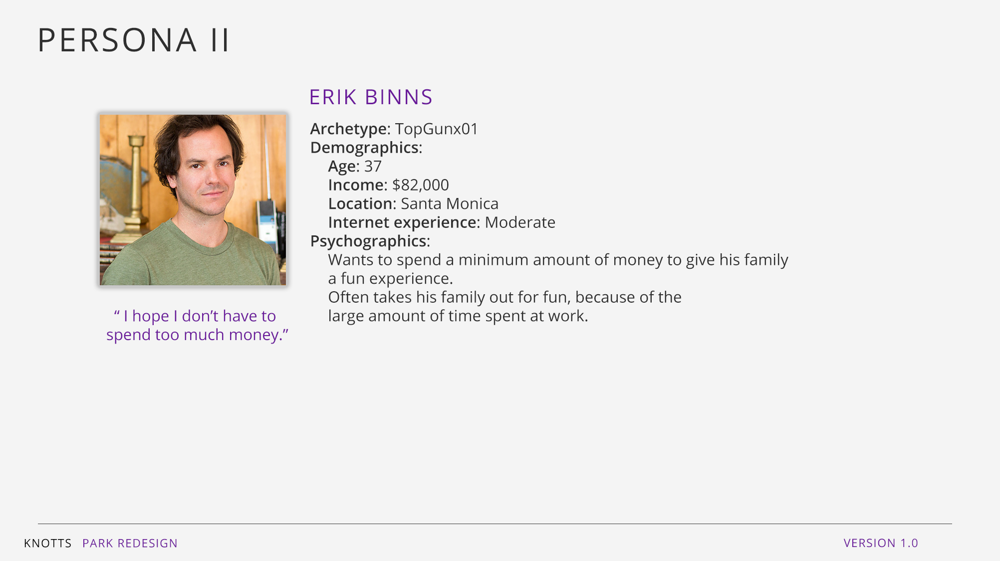 PERSONA II
ERIK BINNS
Archetype: TopGunx01
Demographics:
Age: 37
Income: $82,000
Location: Santa Monica
Internet experience: Moderate
Psychographics:
Wants to spend a minimum amount of money to give his family
a fun experience.
Often takes his family out for fun, because of the
large amount of time spent at work.
“ I hope I don’t have to
spend too much money.”
KNOTTS PARK REDESIGN
VERSION 1.0